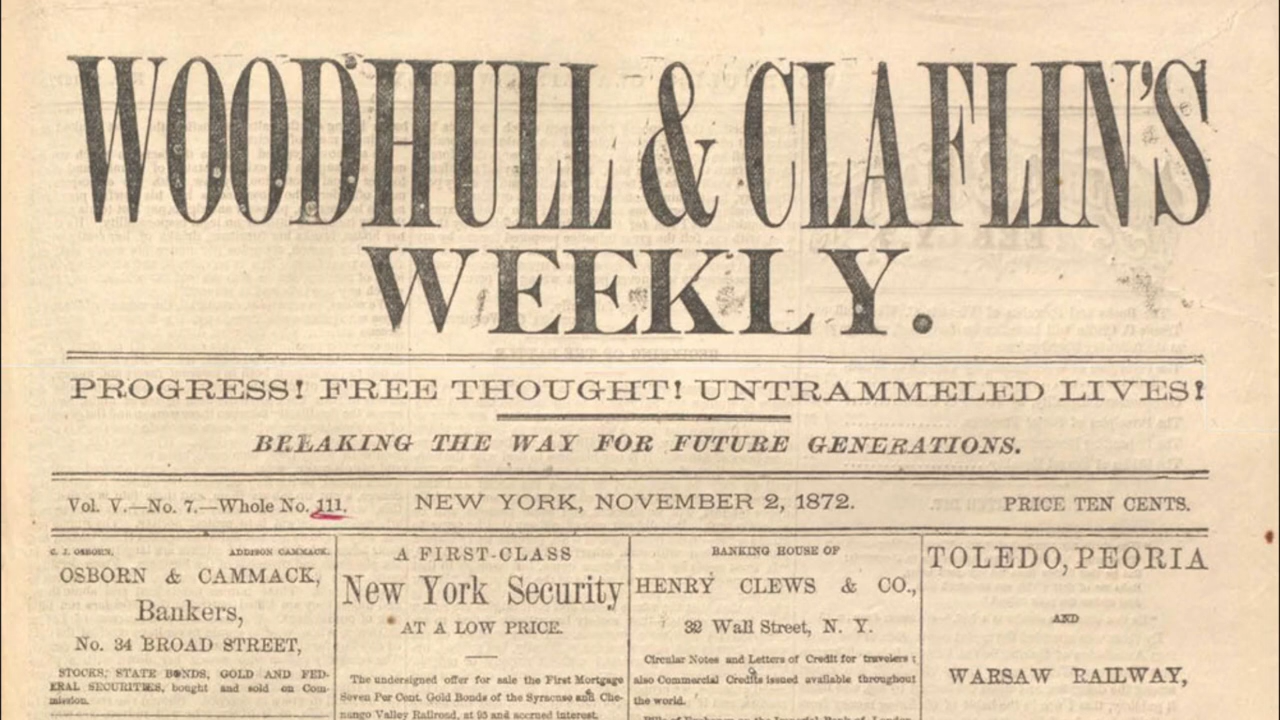 WOODHULL & CLAFLIN'S
WEEKLY.
PROGRESS! FREE THOUGHT! UNTRAMMELED LIVES!
BREAKING THE WAY FOR FUTURE GENERATIONS.
Vol. V.—No. 7.—Whole No. 111.
NEW YORK, NOVEMBER 2, 1872.
PRICE TEN CENTS.
C. J. OSBORN. ADDISON CAMMACK.
OSBORN & CAMMACK,
Bankers,
No. 34 BROAD STREET,
STOCKS, STATE BONDS, GOLD AND FED-
ERAL SECURITIES, bought and sold on Com-
mission.
A FIRST-CLASS
New York Security
AT A LOW PRICE.
The undersigned offer for sale the First Mortgage
Seven Per Cent. Gold Bonds of the Syracuse and Che-
nango Valley Railroad, at 95 and accrued interest.
BANKING HOUSE OF
HENRY CLEWS & CO.,
32 Wall Street, N. Y.
Circular Notes and Letters of Credit for travelers;
also Commercial Credits issued available throughout
the world.
Bills of Exchange on the Imperial Bank of London,
TOLEDO, PEORIA
AND
WARSAW RAILWAY,